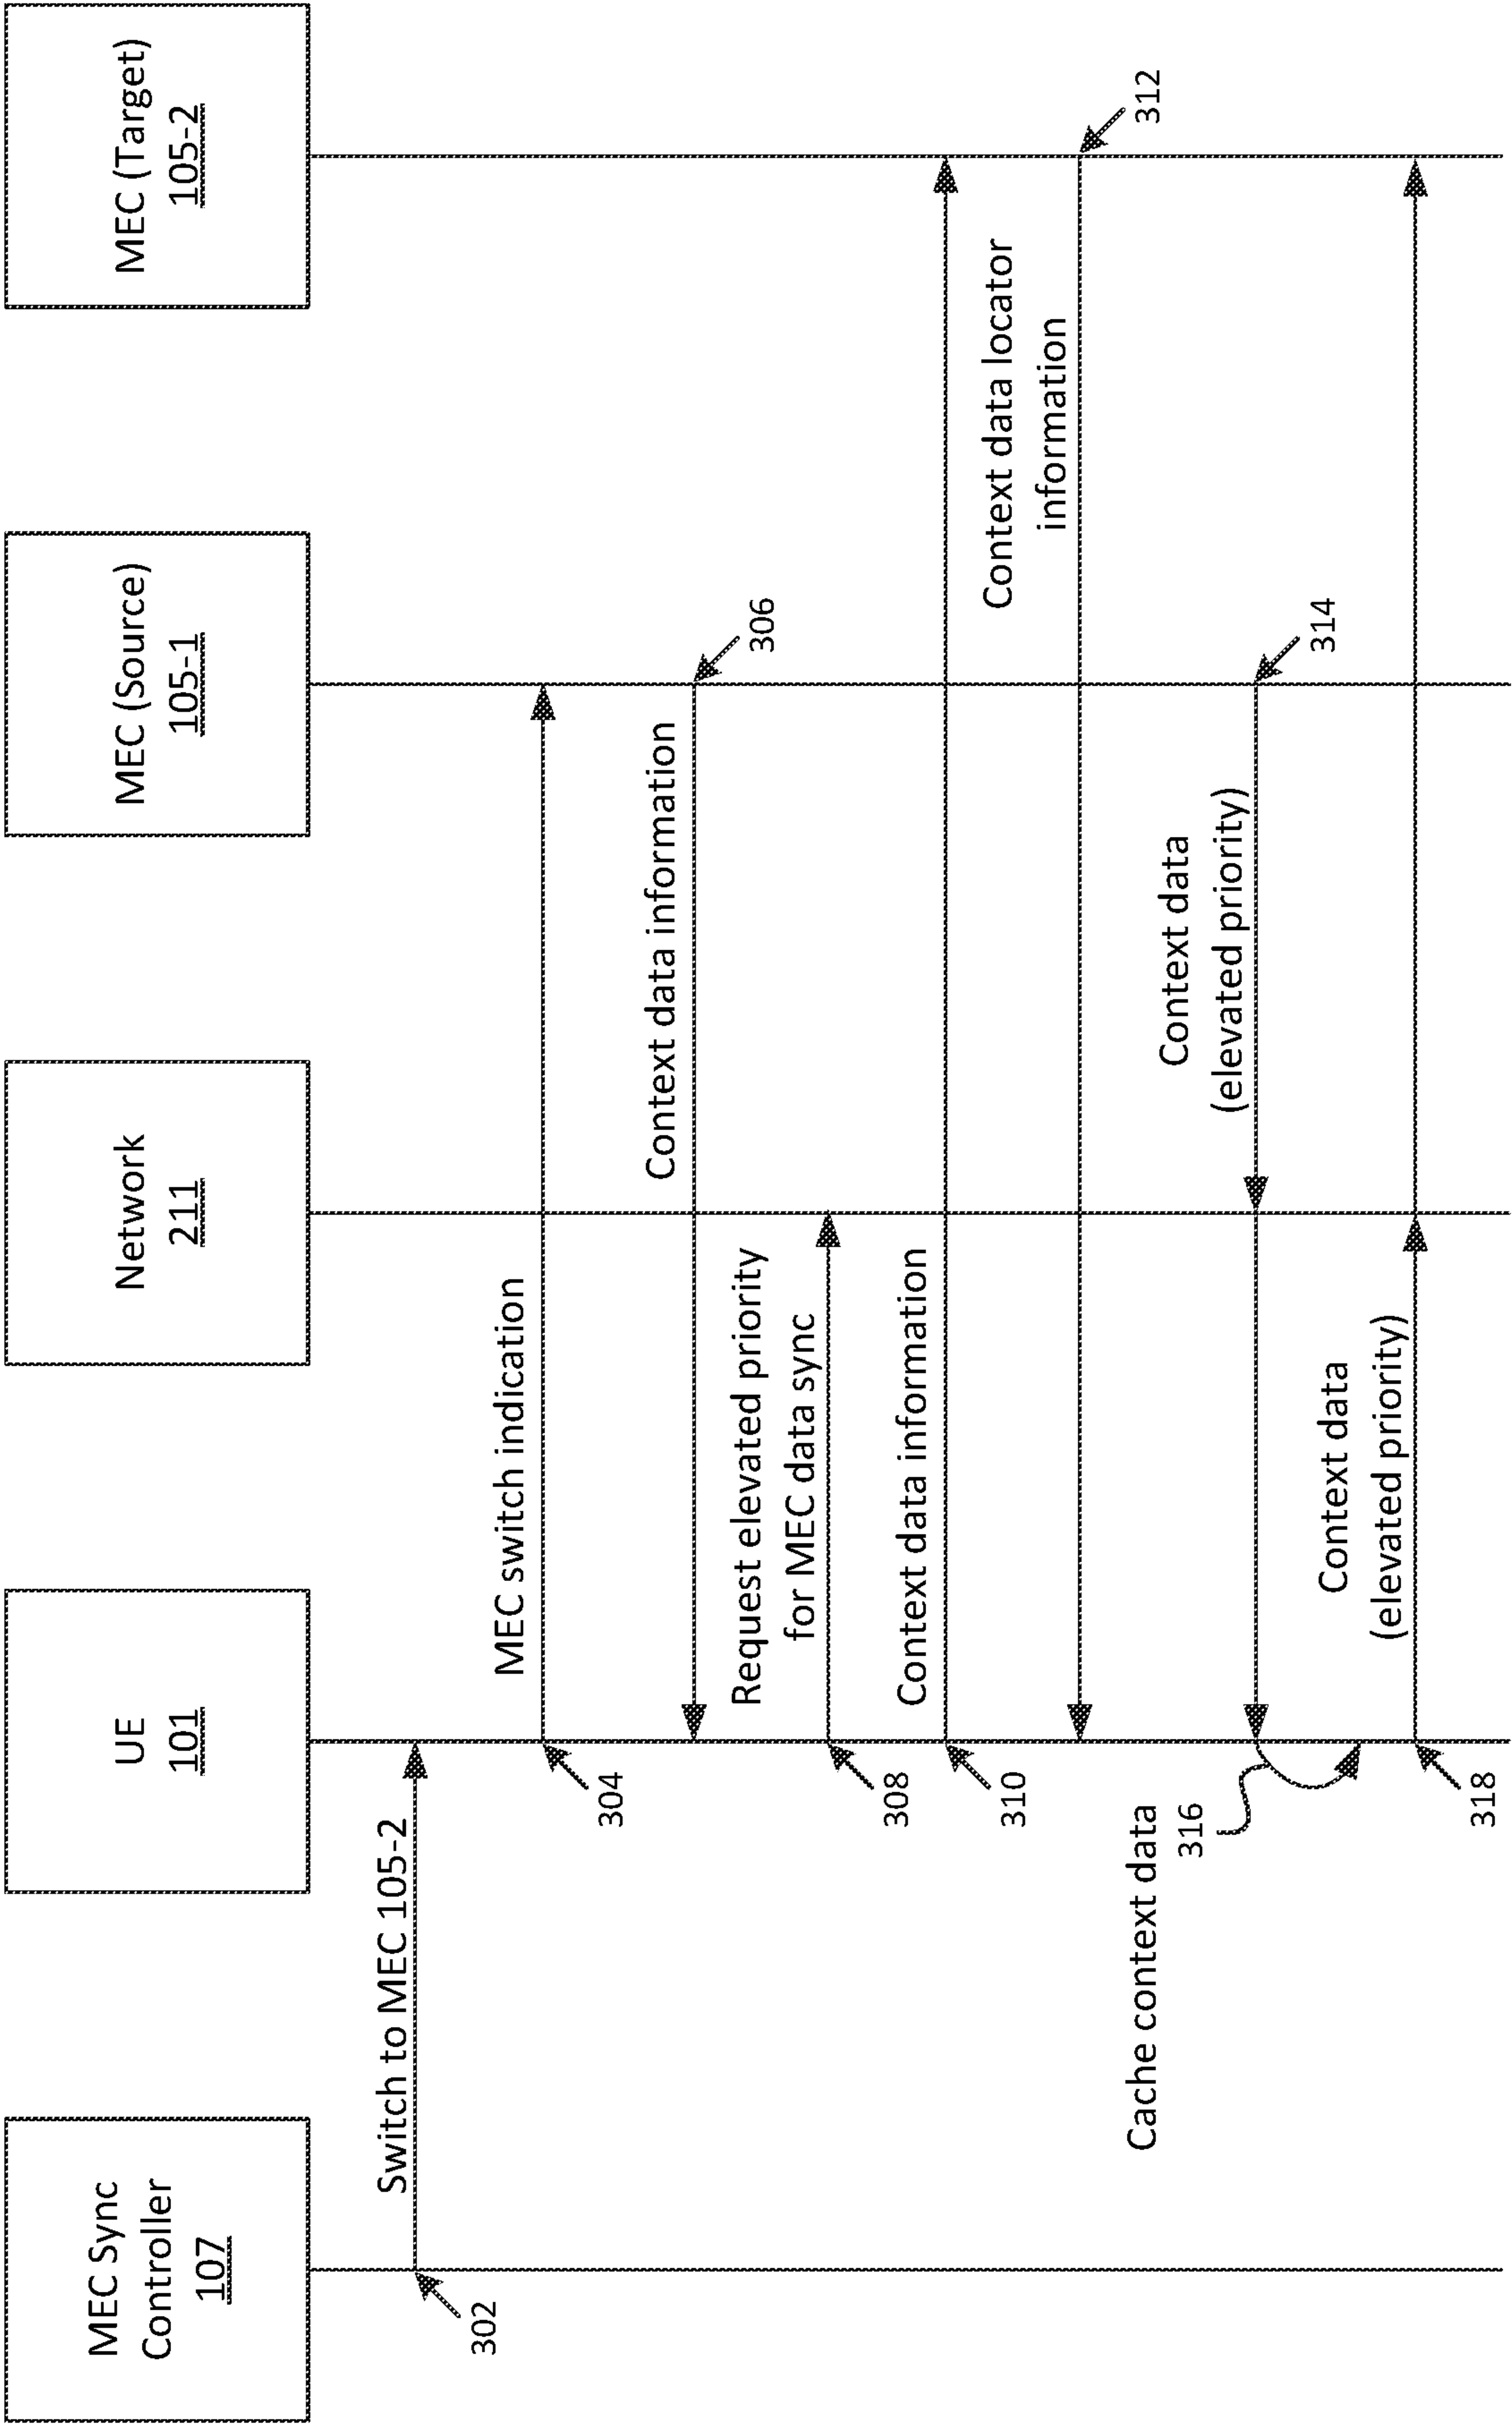 MEC Sync
Controller
107
UE
101
Network
211
MEC (Source)
105-1
MEC (Target)
105-2
Switch to MEC 105-2
302
MEC switch indication
304
Context data information
306
Request elevated priority
for MEC data sync
308
Context data information
310
Context data locator
information
312
Context data
(elevated priority)
314
Cache context data
316
Context data
(elevated priority)
318